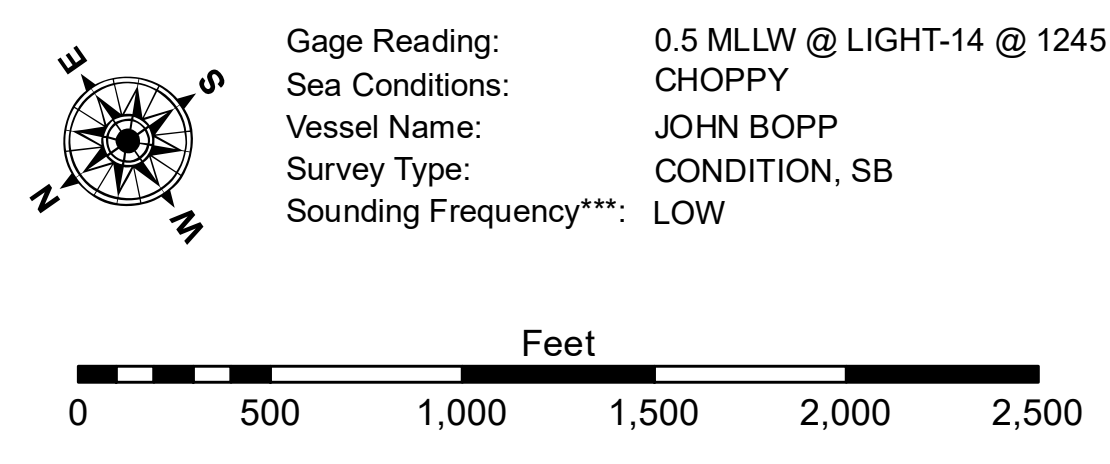 E
S
N
W
Gage Reading: 0.5 MLLW @ LIGHT-14 @ 1245
Sea Conditions: CHOPPY
Vessel Name: JOHN BOPP
Survey Type: CONDITION, SB
Sounding Frequency***: LOW
Feet
0 500 1,000 1,500 2,000 2,500